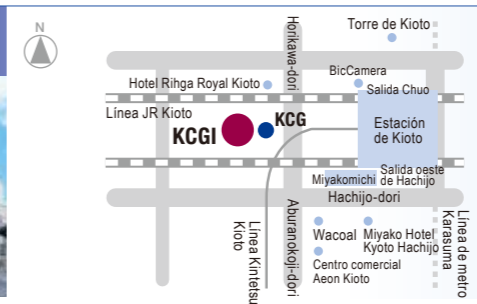 N
Horikawa-dori
Torre de Kioto
BicCamera
Hotel Rihga Royal Kioto
Salida Chuo
Línea JR Kioto
KCGI
KCG
Estación
de Kioto
Miyakomichi
Salida oeste
de Hachijo
Hachijo-dori
Línea Kintetsu
Kioto
Aburanokoji-dori
Wacoal
Miyako Hotel
Kyoto Hachijo
Centro comercial
Aeon Kioto
Línea de metro
Karasuma